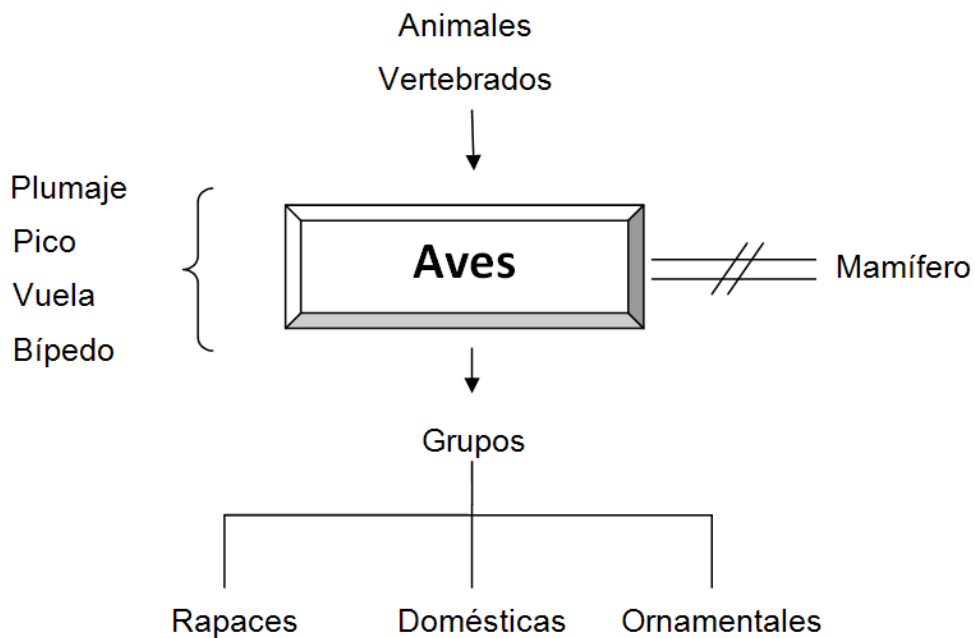 Animales
Vertebrados
Plumaje
Pico
Vuela
Bípedo
Aves
Mamífero
Grupos
Rapaces
Domésticas
Ornamentales